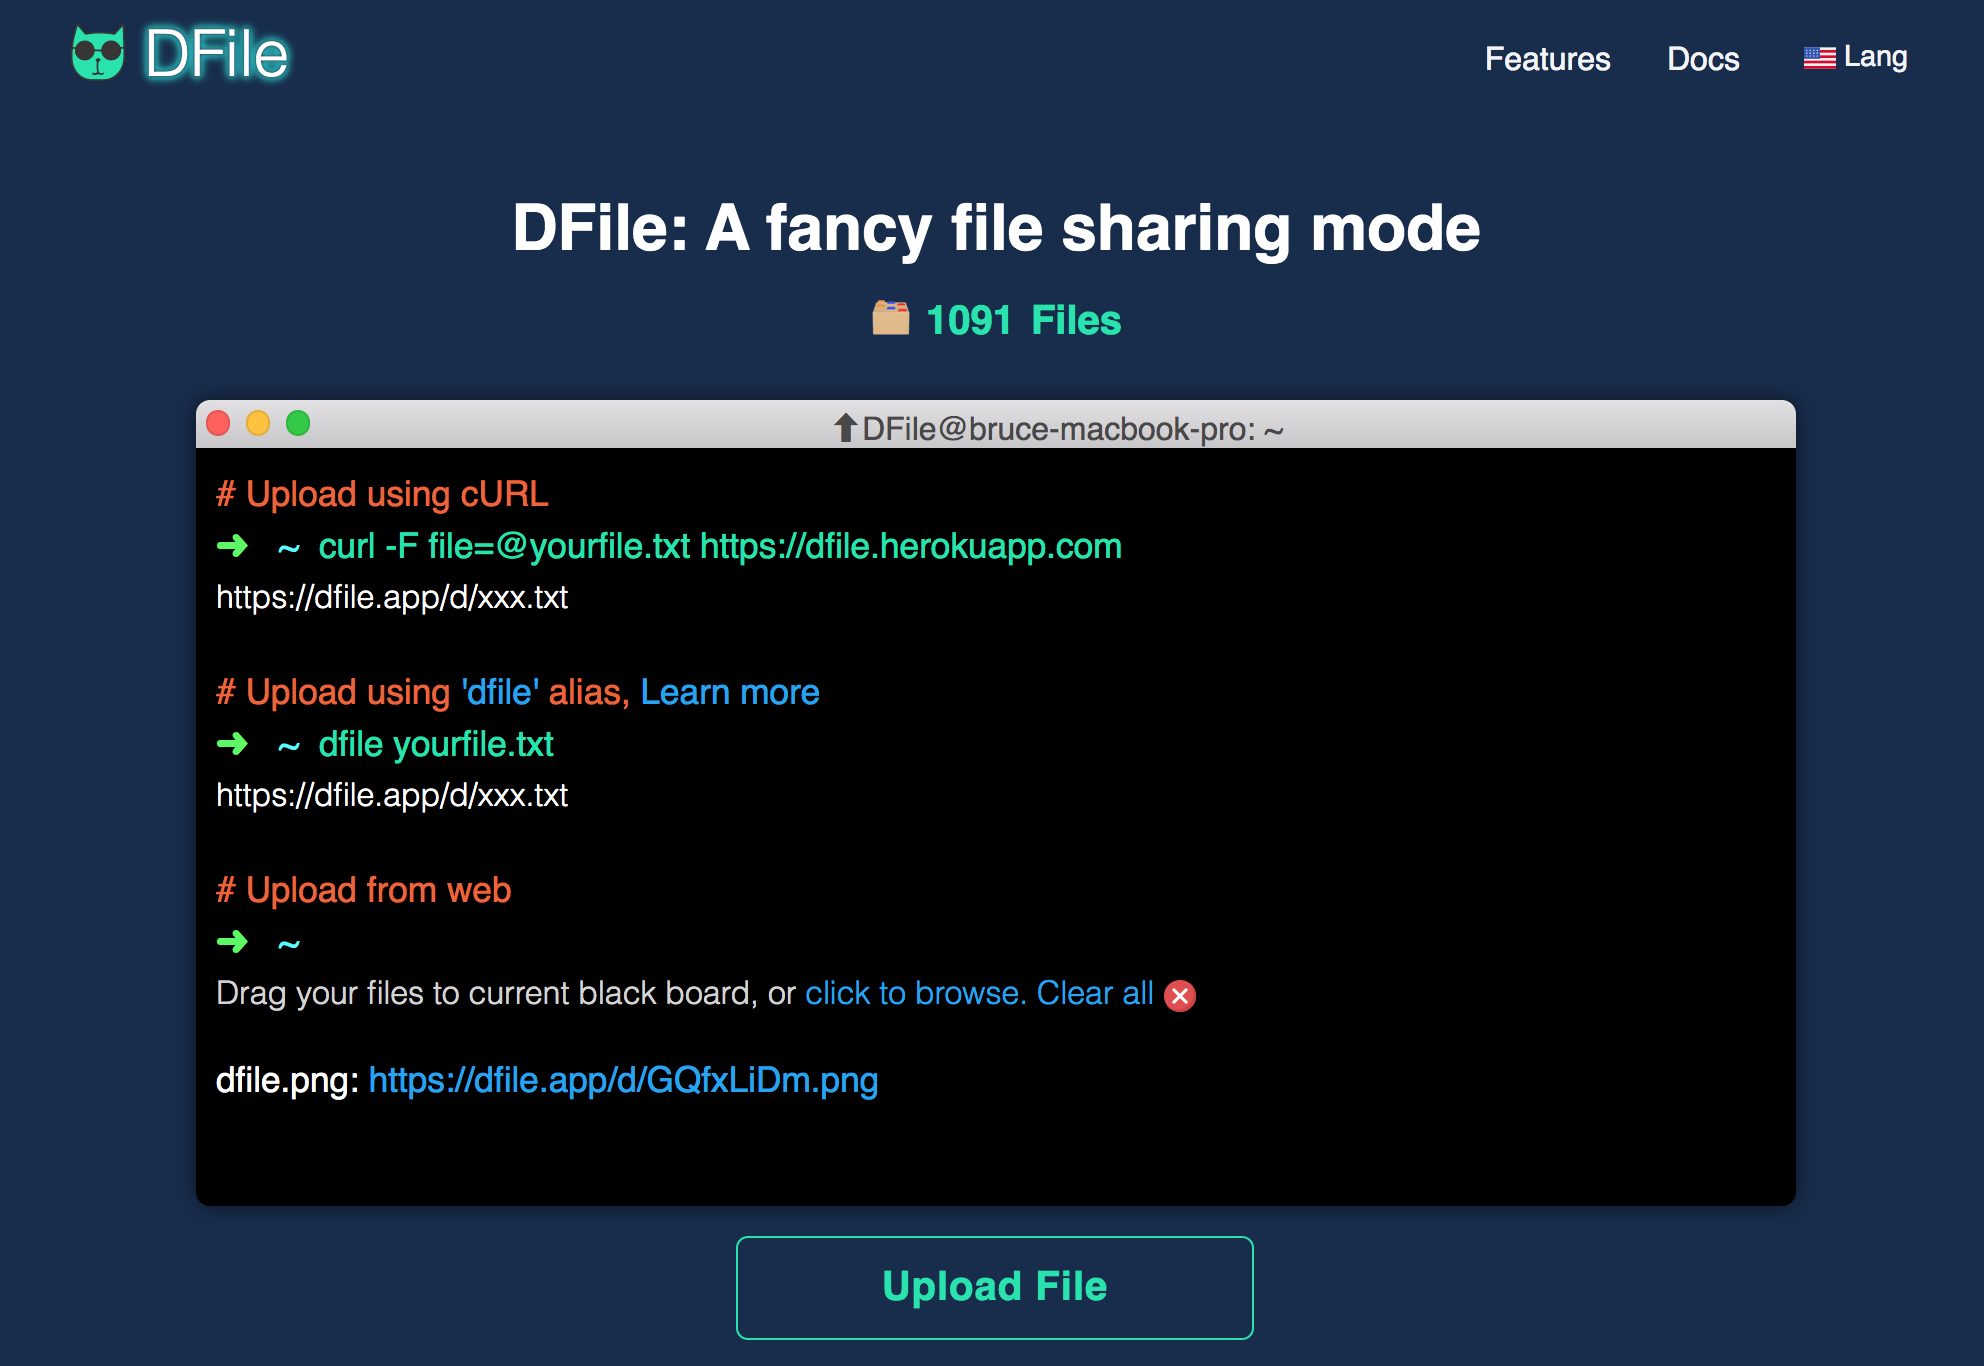 DFile
Features Docs Lang
DFile: A fancy file sharing mode
1091 Files
DFile@bruce-macbook-pro: ~
# Upload using cURL
➜ ~ curl -F file=@yourfile.txt https://dfile.herokuapp.com
https://dfile.app/d/xxx.txt
# Upload using 'dfile' alias, Learn more
➜ ~ dfile yourfile.txt
https://dfile.app/d/xxx.txt
# Upload from web
➜ ~
Drag your files to current black board, or click to browse. Clear all
dfile.png: https://dfile.app/d/GQfxLiDm.png
Upload File